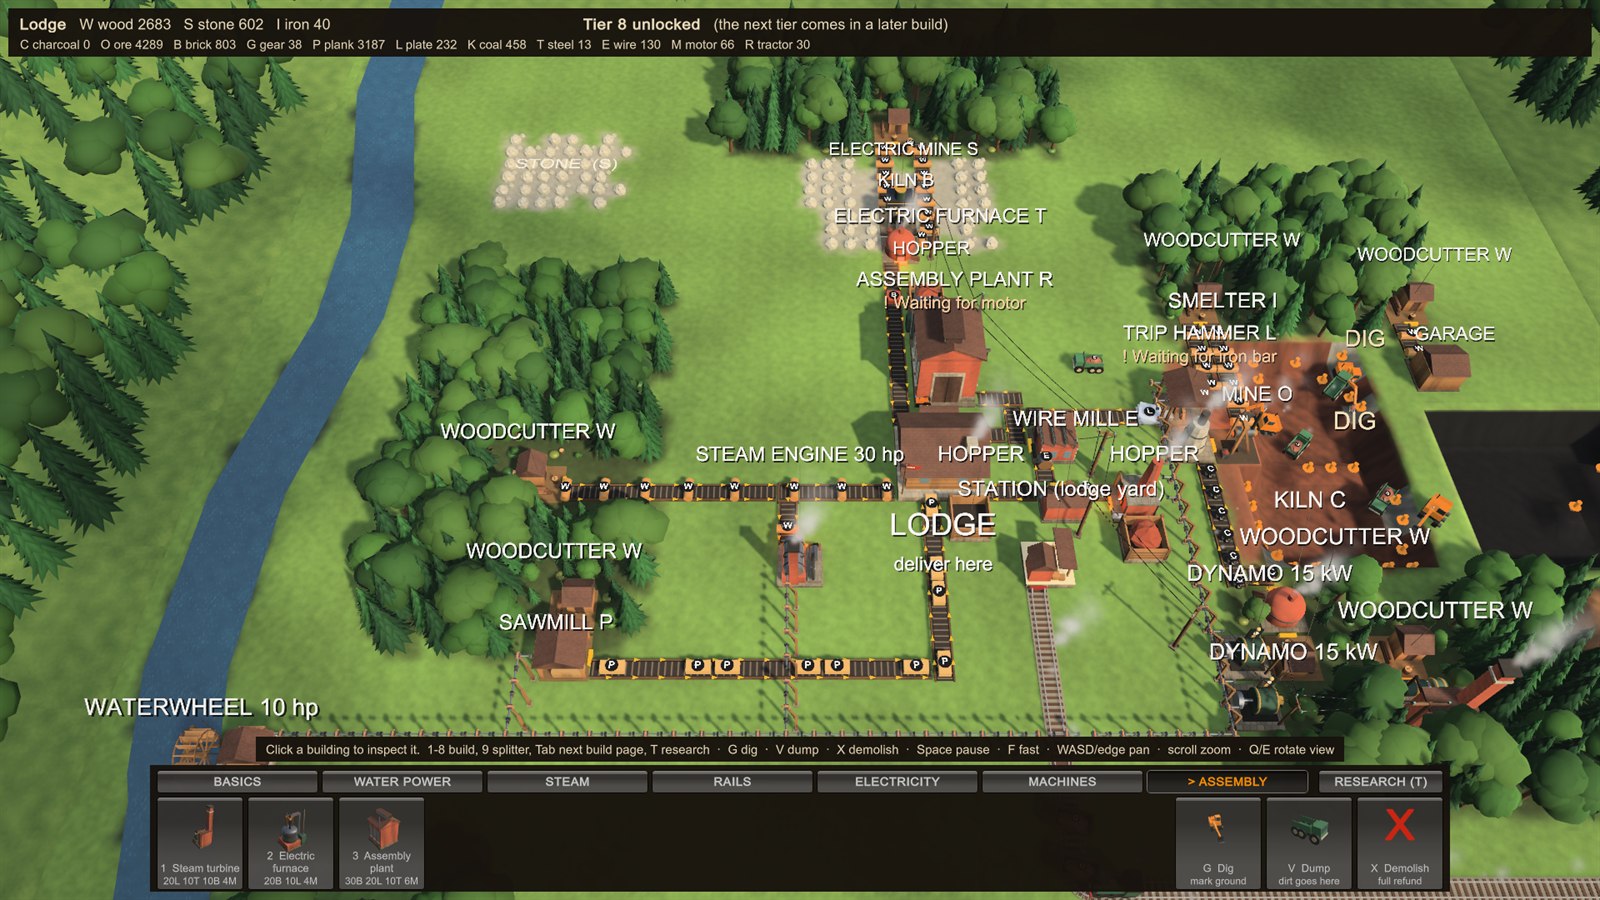 Lodge W wood 2683 S stone 602 I iron 40
Tier 8 unlocked (the next tier comes in a later build)
C charcoal 0 O ore 4289 B brick 803 G gear 38 P plank 3187 L plate 232 K coal 458 T steel 13 E wire 130 M motor 66 R tractor 30
STONE (S)
ELECTRIC MINE S
KILN B
ELECTRIC FURNACE T
HOPPER
ASSEMBLY PLANT R
! Waiting for motor
WOODCUTTER W
WOODCUTTER W
SMELTER I
TRIP HAMMER L
! Waiting for iron bar
DIG
GARAGE
MINE O
DIG
WIRE MILL E
WOODCUTTER W
STEAM ENGINE 30 hp
HOPPER
HOPPER
STATION (lodge yard)
KILN C
LODGE
deliver here
WOODCUTTER W
WOODCUTTER W
DYNAMO 15 kW
WOODCUTTER W
SAWMILL P
DYNAMO 15 kW
WATERWHEEL 10 hp
Click a building to inspect it. 1-8 build, 9 splitter, Tab next build page, T research · G dig · V dump · X demolish · Space pause · F fast · WASD/edge pan · scroll zoom · Q/E rotate view
BASICS
WATER POWER
STEAM
RAILS
ELECTRICITY
MACHINES
> ASSEMBLY
RESEARCH (T)
1 Steam turbine
20L 10T 10B 4M
2 Electric
furnace
20B 10L 4M
3 Assembly
plant
30B 20L 10T 6M
G Dig
mark ground
V Dump
dirt goes here
X
X Demolish
full refund